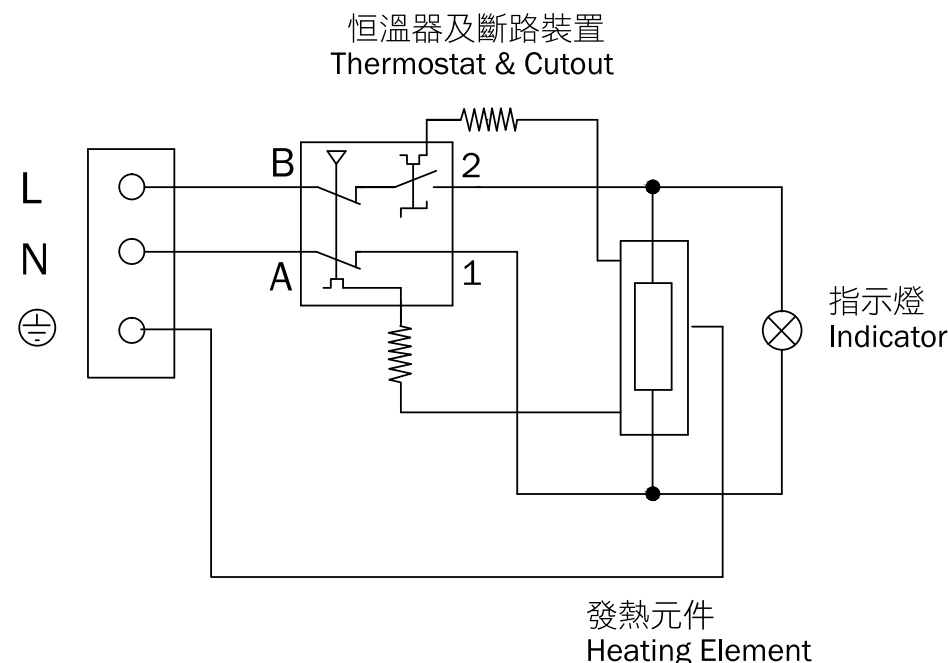 恒溫器及斷路裝置
Thermostat & Cutout
B
2
L
N
A
1
指示燈
Indicator
發熱元件
Heating Element